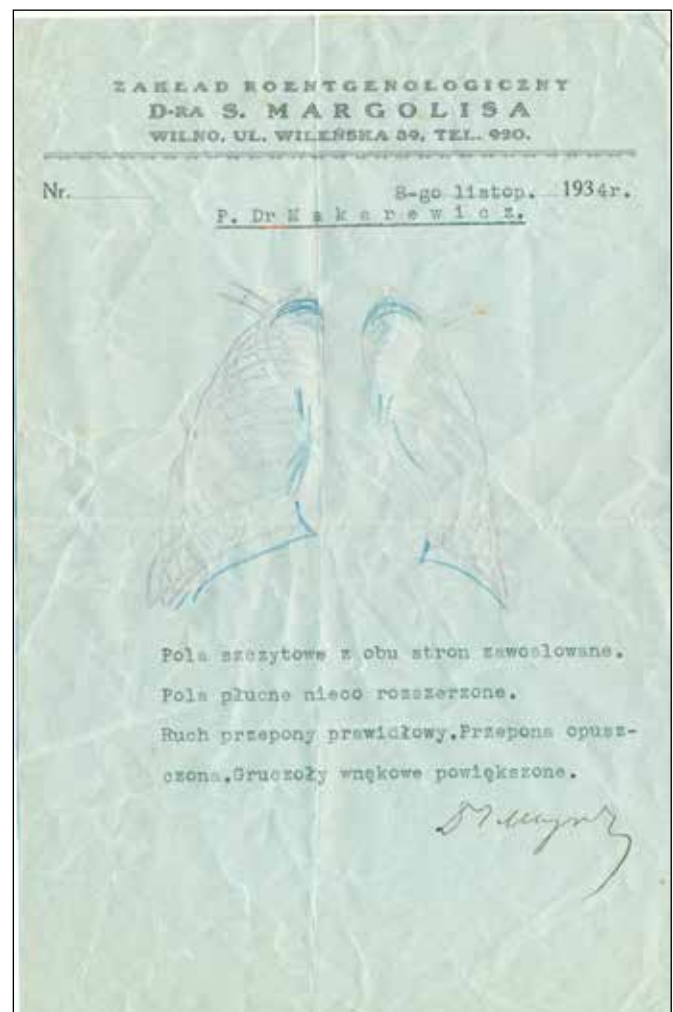 ZAKŁAD ROENTGENOLOGICZNY
D-RA S. MARGOLISA
WILNO, UL. WILEŃSKA 39, TEL. 920.
Nr. 8-go listop. 1934r.
P. Dr Makarewicz.
Pola szczytowe z obu stron zawoalowane.
Pola płucne nieco rozszerzone.
Ruch przepony prawidłowy.Przepona opusz-
czona.Gruczoły wnękowe powiększone.